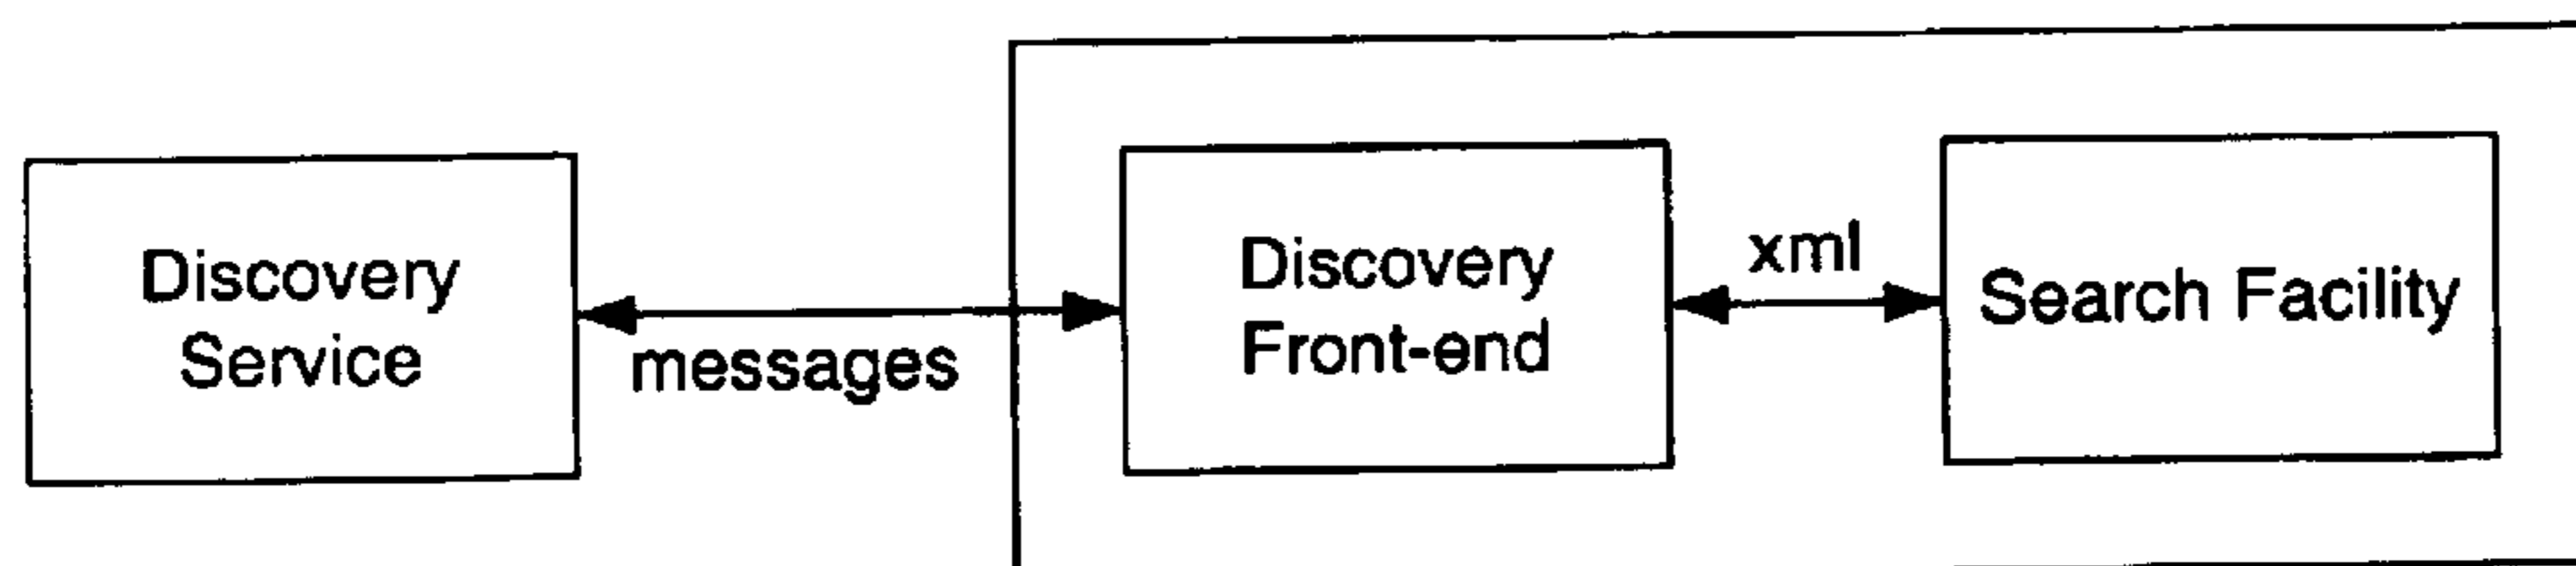 Discovery
Service
messages
Discovery
Front-end
xml
Search Facility